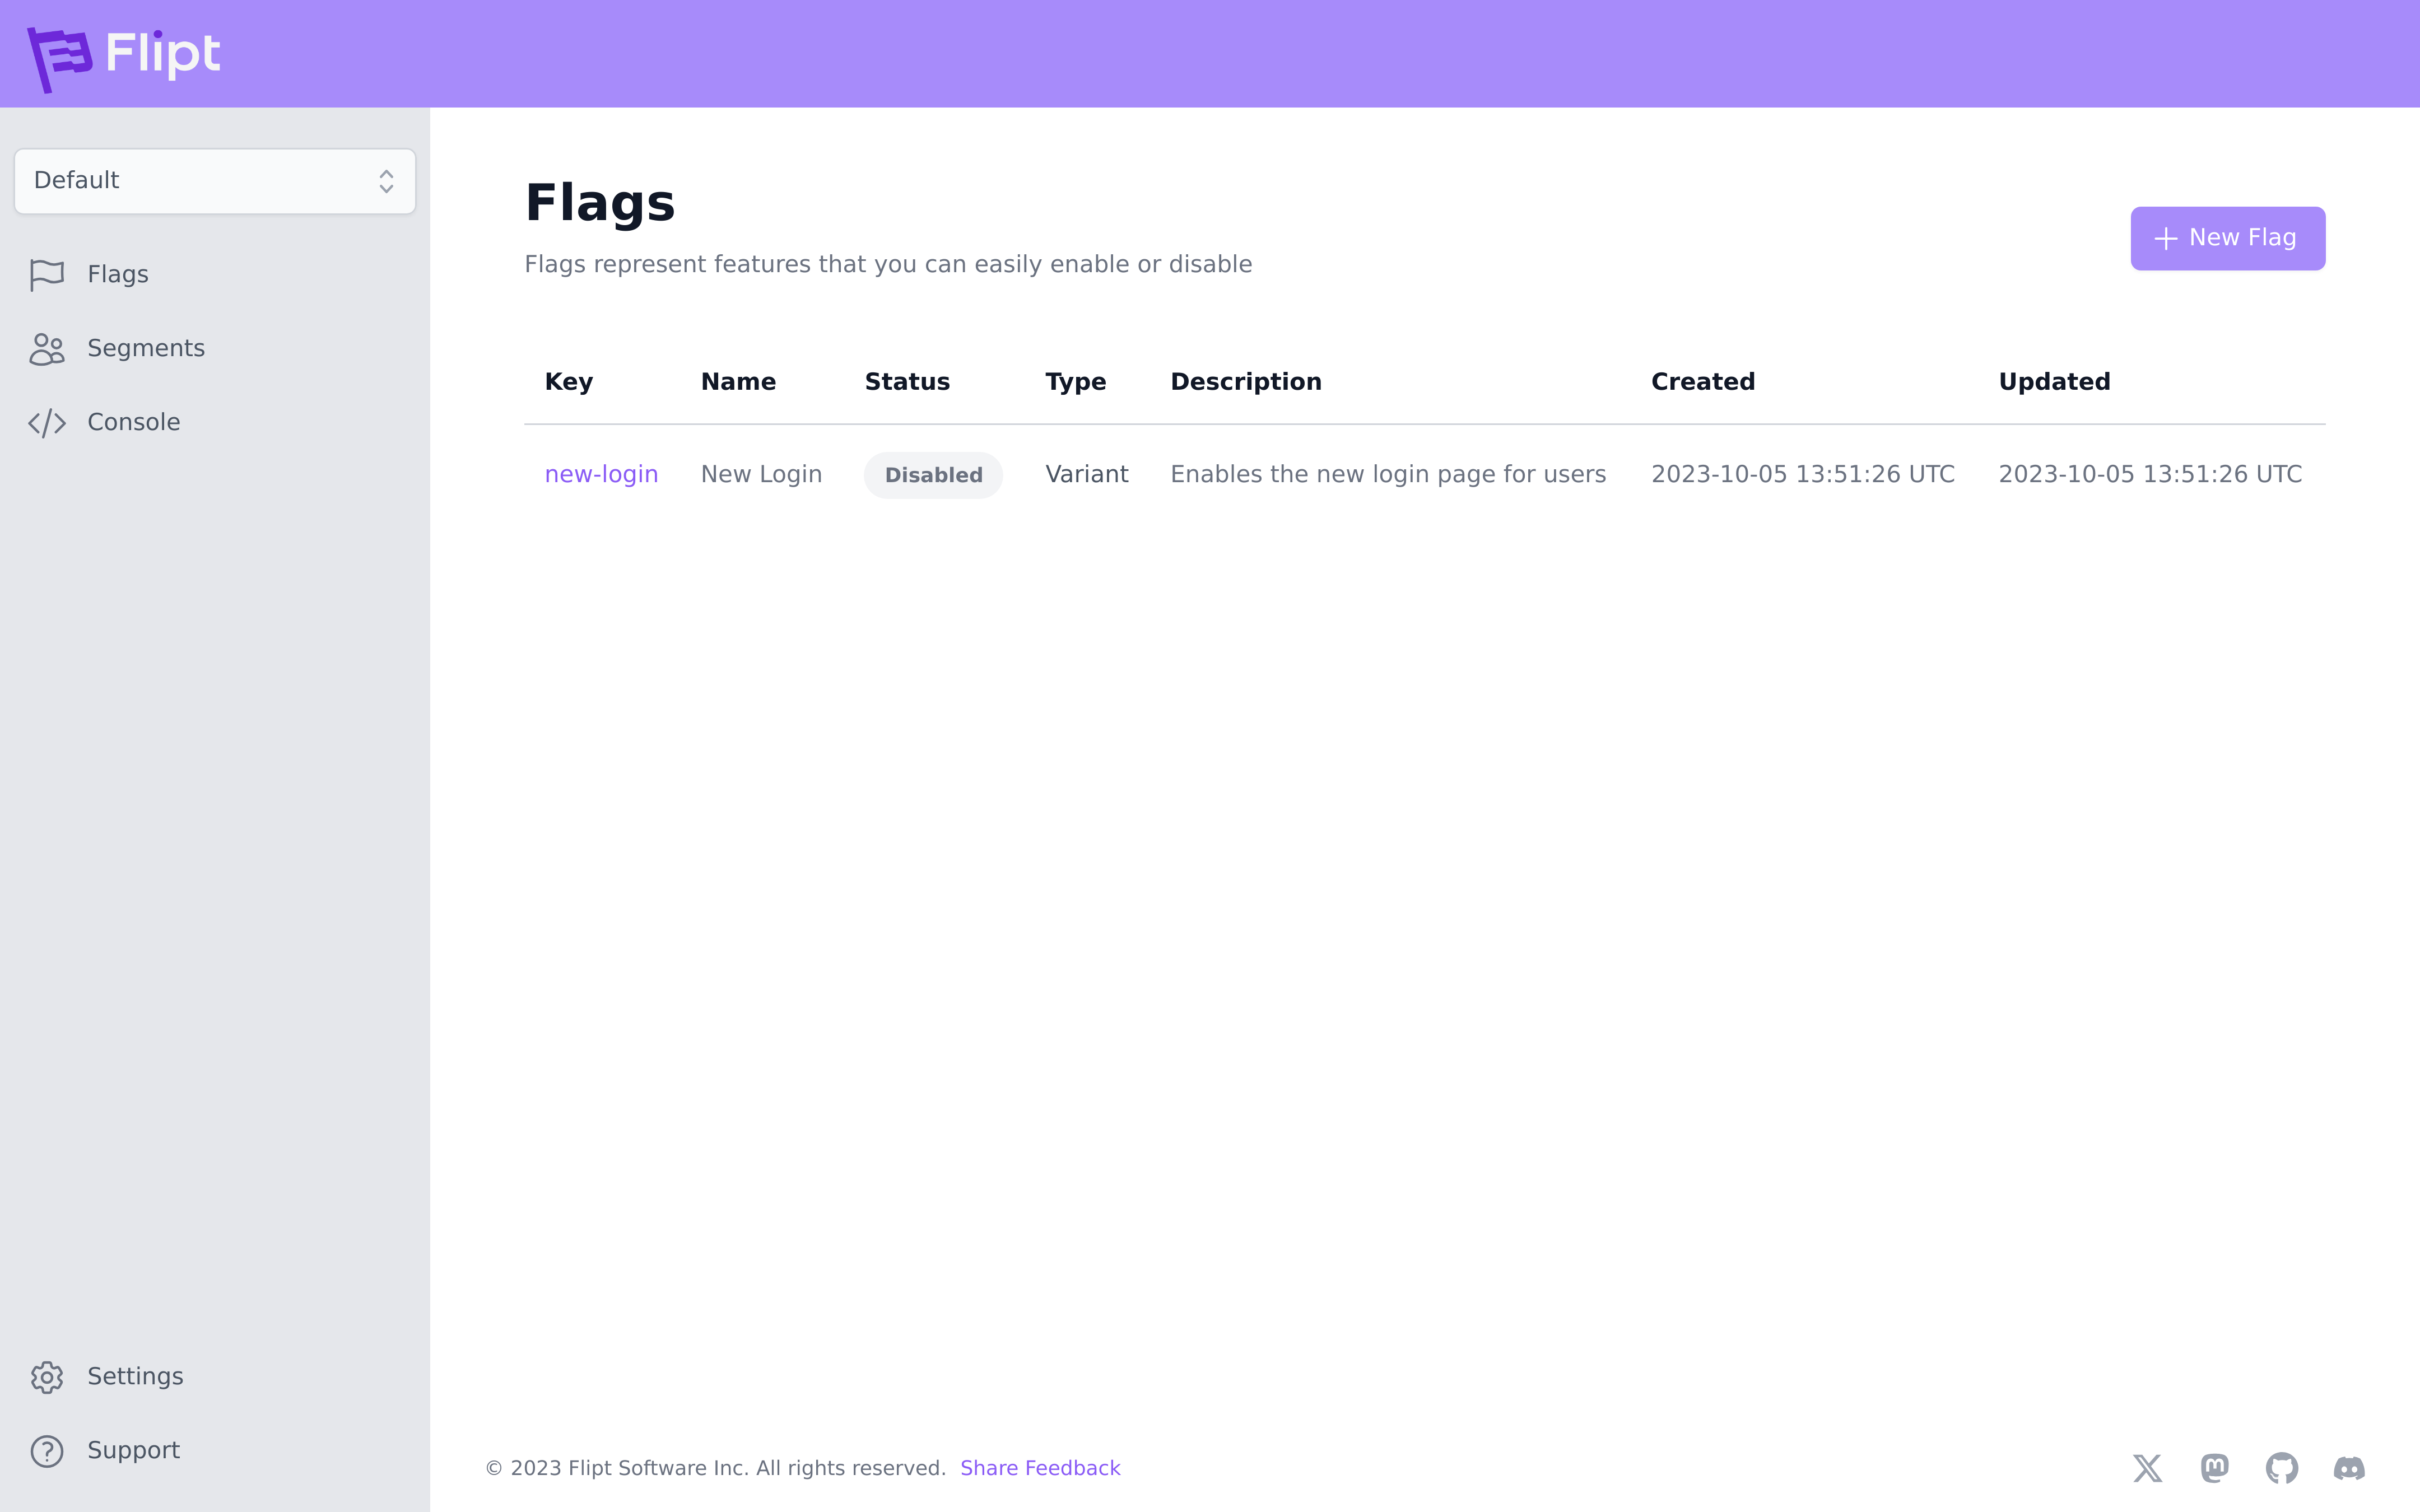 Flipt
Default
Flags
Segments
Console
Settings
Support
Flags
Flags represent features that you can easily enable or disable
New Flag
Key Name Status Type Description Created Updated
new-login New Login Disabled Variant Enables the new login page for users 2023-10-05 13:51:26 UTC 2023-10-05 13:51:26 UTC
© 2023 Flipt Software Inc. All rights reserved. Share Feedback